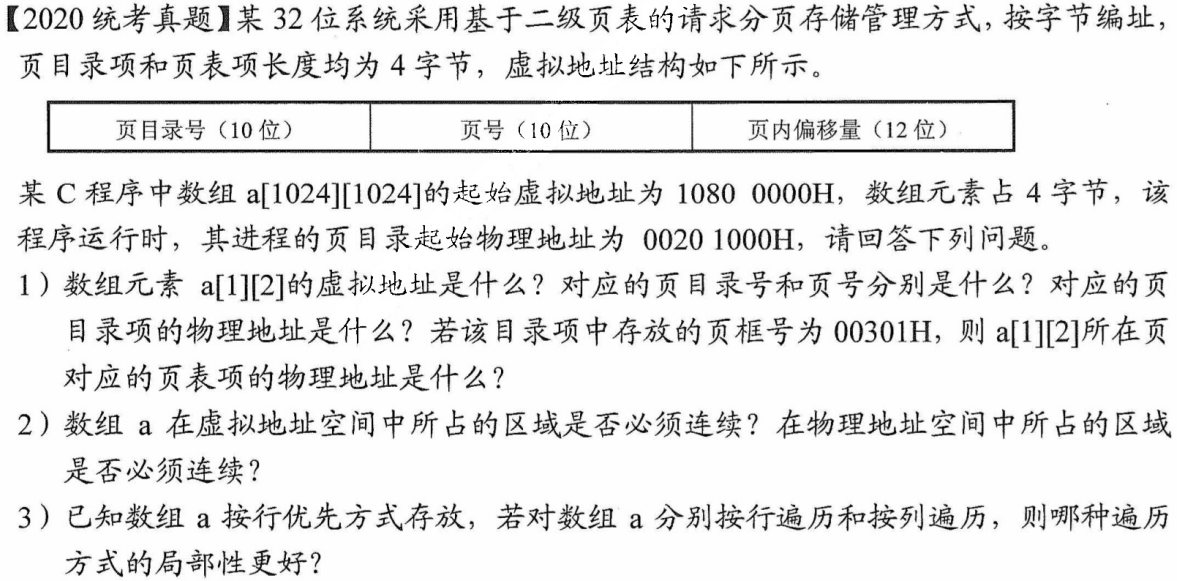 【2020 统考真题】某 32 位系统采用基于二级页表的请求分页存储管理方式，按字节编址，
页目录项和页表项长度均为 4 字节，虚拟地址结构如下所示。
页目录号（10 位） 页号（10 位） 页内偏移量（12 位）
某 C 程序中数组 a[1024][1024]的起始虚拟地址为 1080 0000H，数组元素占 4 字节，该
程序运行时，其进程的页目录起始物理地址为 0020 1000H，请回答下列问题。
1）数组元素 a[1][2]的虚拟地址是什么？对应的页目录号和页号分别是什么？对应的页
目录项的物理地址是什么？若该目录项中存放的页框号为 00301H，则 a[1][2]所在页
对应的页表项的物理地址是什么？
2）数组 a 在虚拟地址空间中所占的区域是否必须连续？在物理地址空间中所占的区域
是否必须连续？
3）已知数组 a 按行优先方式存放，若对数组 a 分别按行遍历和按列遍历，则哪种遍历
方式的局部性更好？